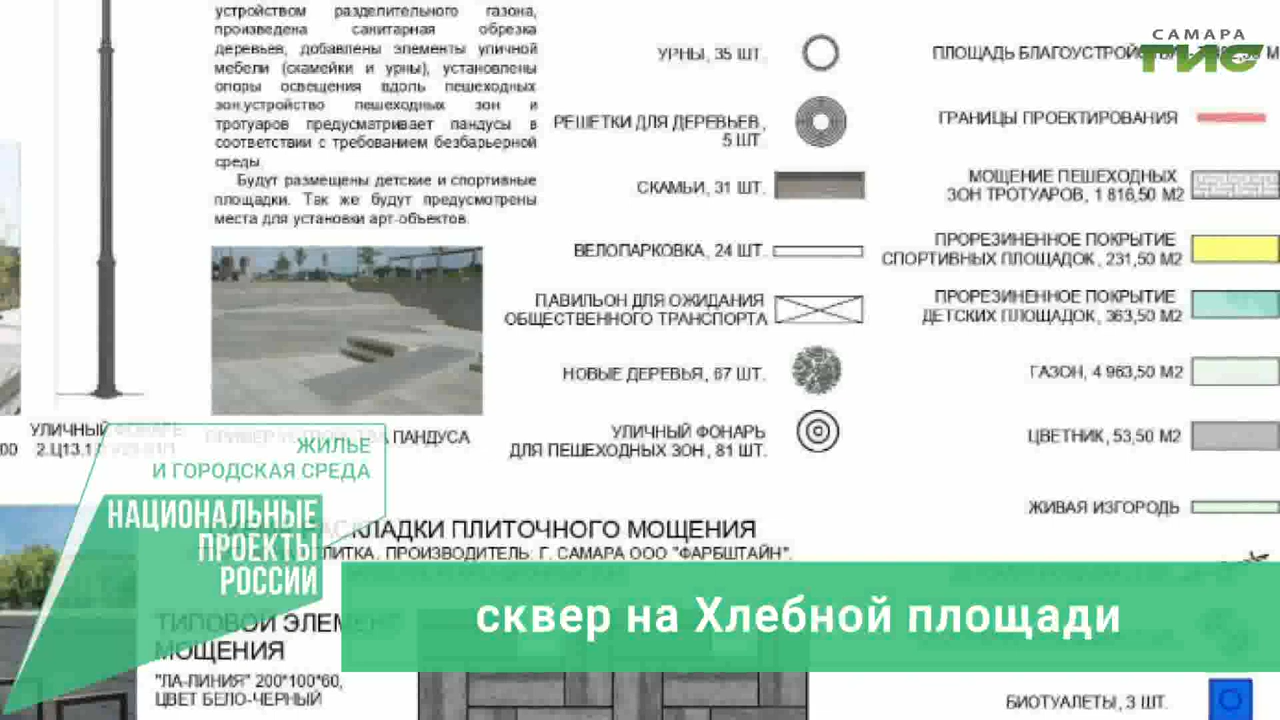 устройством разделительного газона,
произведена санитарная обрезка
деревьев, добавлены элементы уличной
мебели (скамейки и урны), установлены
опоры освещения вдоль пешеходных
зон.устройство пешеходных зон и
тротуаров предусматривает пандусы в
соответствии с требованием безбарьерной
среды.
Будут размещены детские и спортивные
площадки. Так же будут предусмотрены
места для установки арт-объектов.
УЛИЧНЫЙ
ПАНДУСА
УРНЫ, 35 ШТ.
РЕШЕТКИ ДЛЯ ДЕРЕВЬЕВ,
5 ШТ.
СКАМЬИ, 31 ШТ.
ВЕЛОПАРКОВКА, 24 ШТ.
ПАВИЛЬОН ДЛЯ ОЖИДАНИЯ
ОБЩЕСТВЕННОГО ТРАНСПОРТА
НОВЫЕ ДЕРЕВЬЯ, 67 ШТ.
УЛИЧНЫЙ ФОНАРЬ
ДЛЯ ПЕШЕХОДНЫХ ЗОН, 81 ШТ.
САМАРА
ГИС
ПЛОЩАДЬ
ГРАНИЦЫ ПРОЕКТИРОВАНИЯ
МОЩЕНИЕ ПЕШЕХОДНЫХ
ЗОН ТРОТУАРОВ, 1 816,50 М2
ПРОРЕЗИНЕННОЕ ПОКРЫТИЕ
СПОРТИВНЫХ ПЛОЩАДОК, 231,50 М2
ПРОРЕЗИНЕННОЕ ПОКРЫТИЕ
ДЕТСКИХ ПЛОЩАДОК, 363,50 М2
ГАЗОН, 4 963,50 М2
ЦВЕТНИК, 53,50 М2
ЖИВАЯ ИЗГОРОДЬ
БИОТУАЛЕТЫ, 3 ШТ.
ЖИЛЬЕ
И ГОРОДСКАЯ СРЕДА
НАЦИОНАЛЬНЫЕ
ПРОЕКТЫ
РОССИИ
ПЛИТОЧНОГО МОЩЕНИЯ
ПРОИЗВОДИТЕЛЬ: Г. САМАРА ООО "ФАРБШТАЙН".
ТИПОВОЙ ЭЛЕМЕНТ
МОЩЕНИЯ
"ЛА-ЛИНИЯ" 200*100*60,
ЦВЕТ БЕЛО-ЧЕРНЫЙ
сквер на Хлебной площади